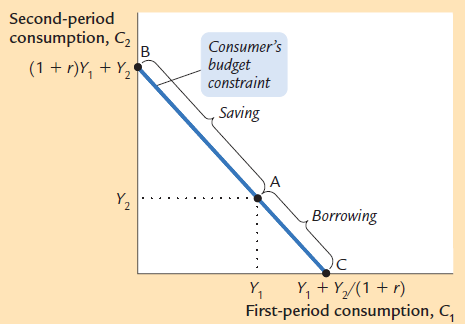 Second-period
consumption, C₂
B
(1 + r)Y₁ + Y₂
Consumer's
budget
constraint
Saving
A
Y₂
Borrowing
C
Y₁
Y₁ + Y₂/(1 + r)
First-period consumption, C₁